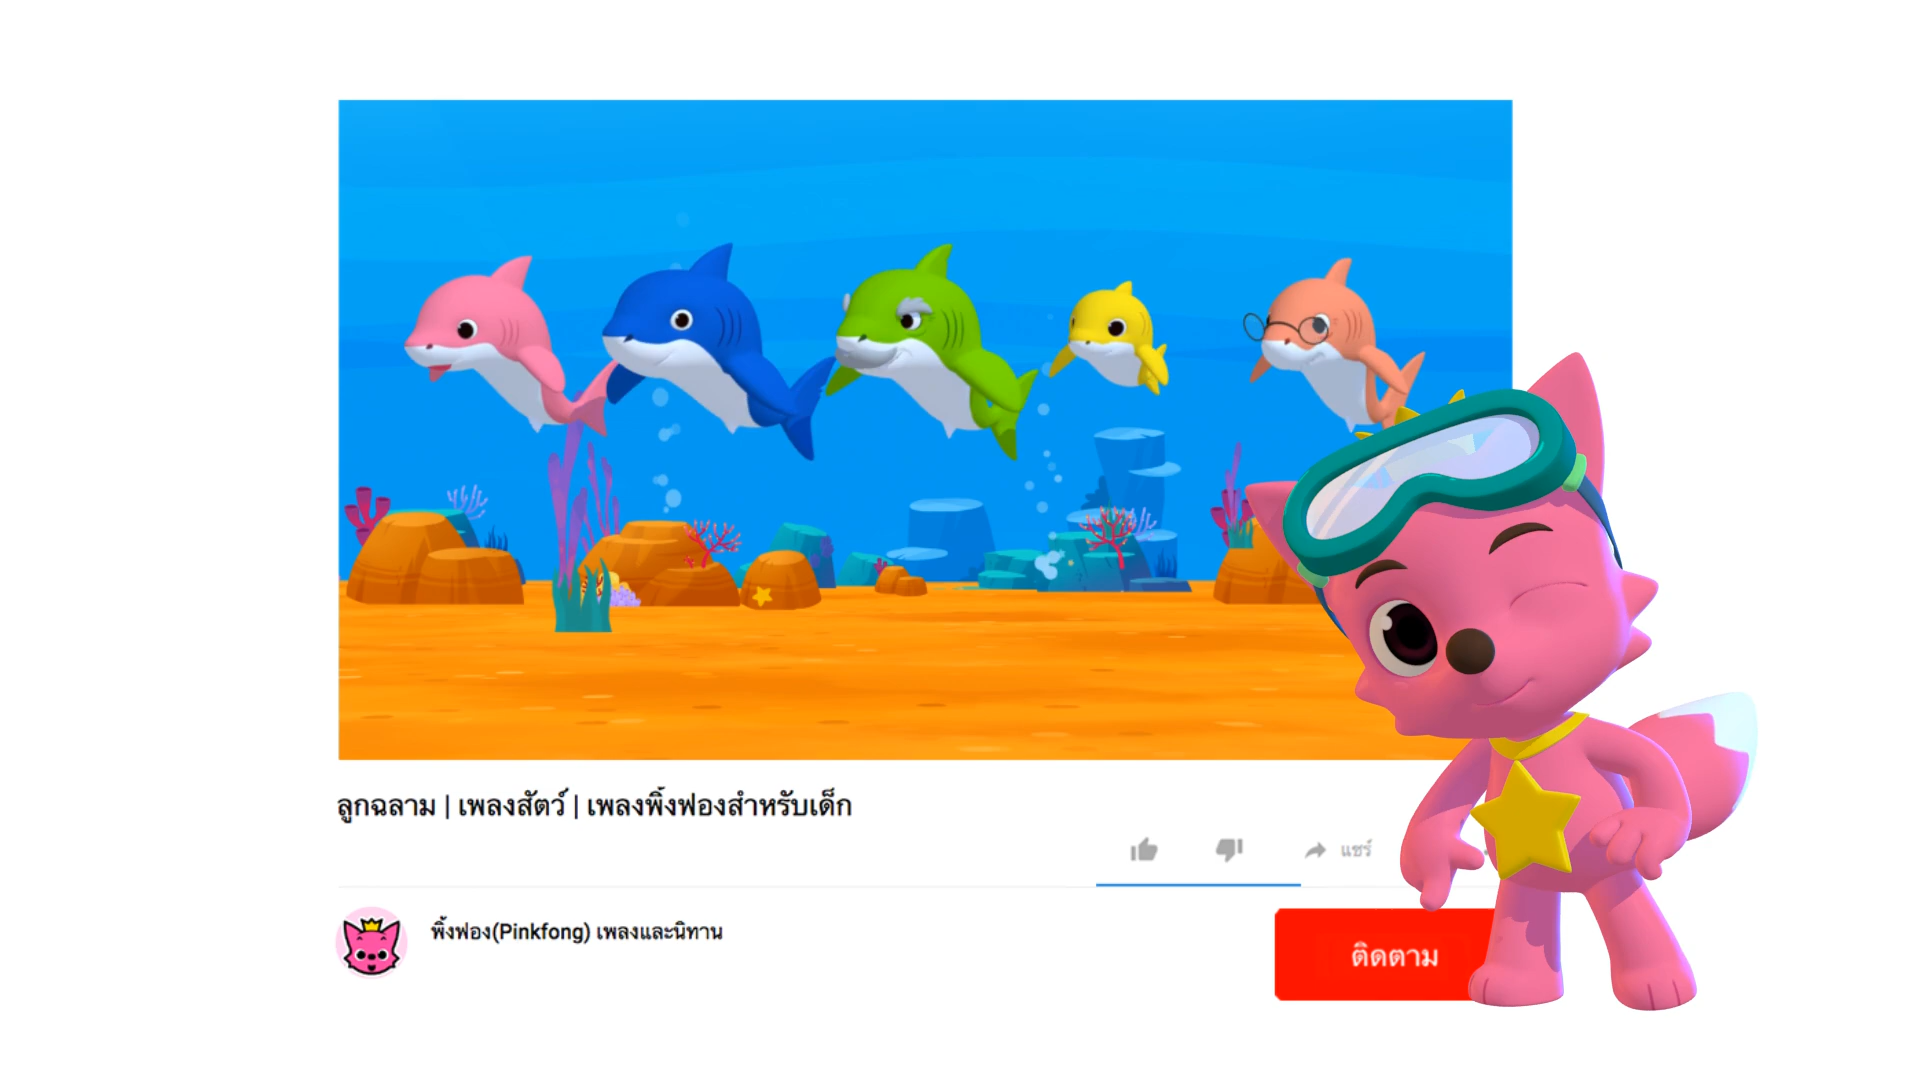 ลูกฉลาม | เพลงสัตว์ | เพลงพิ้งฟองสำหรับเด็ก
แชร์
พิ้งฟอง(Pinkfong) เพลงและนิทาน
ติดตาม